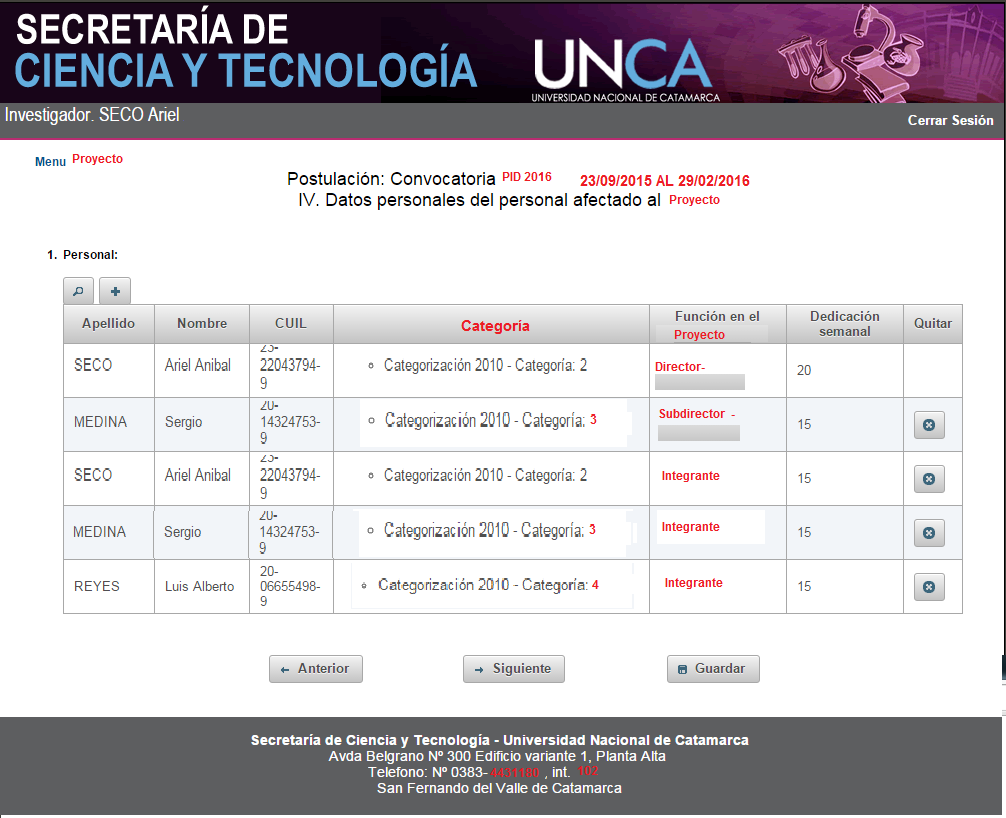 SECRETARÍA DE
CIENCIA Y TECNOLOGÍA
UNCA
UNIVERSIDAD NACIONAL DE CATAMARCA
Investigador. SECO Ariel
Cerrar Sesión
Menu Proyecto
Postulación: Convocatoria PID 2016 23/09/2015 AL 29/02/2016
IV. Datos personales del personal afectado al Proyecto
1. Personal:
Apellido Nombre CUIL Categoría Función en el Proyecto Dedicación semanal Quitar
SECO Ariel Anibal 23-22043794-9 Categorización 2010 - Categoría: 2 Director- 20
MEDINA Sergio 20-14324753-9 Categorización 2010 - Categoría: 3 Subdirector - 15
SECO Ariel Anibal 23-22043794-9 Categorización 2010 - Categoría: 2 Integrante 15
MEDINA Sergio 20-14324753-9 Categorización 2010 - Categoría: 3 Integrante 15
REYES Luis Alberto 20-06655498-9 Categorización 2010 - Categoría: 4 Integrante 15
Anterior Siguiente Guardar
Secretaría de Ciencia y Tecnología - Universidad Nacional de Catamarca
Avda Belgrano Nº 300 Edificio variante 1, Planta Alta
Telefono: Nº 0383- 4431180 , int. 102
San Fernando del Valle de Catamarca